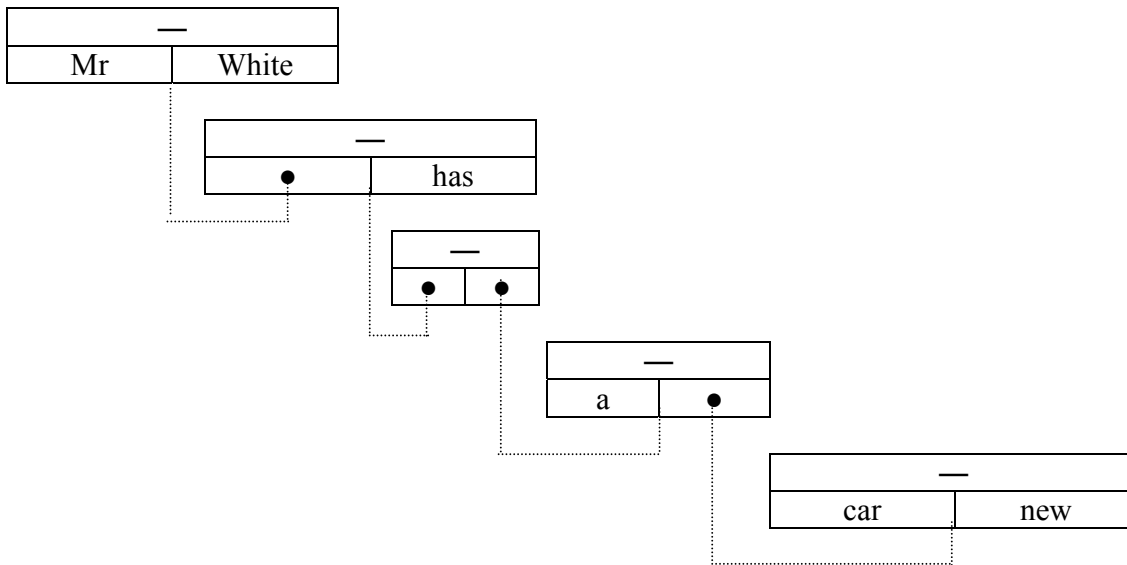 —
Mr White
—
● has
—
● ●
—
a ●
—
car new